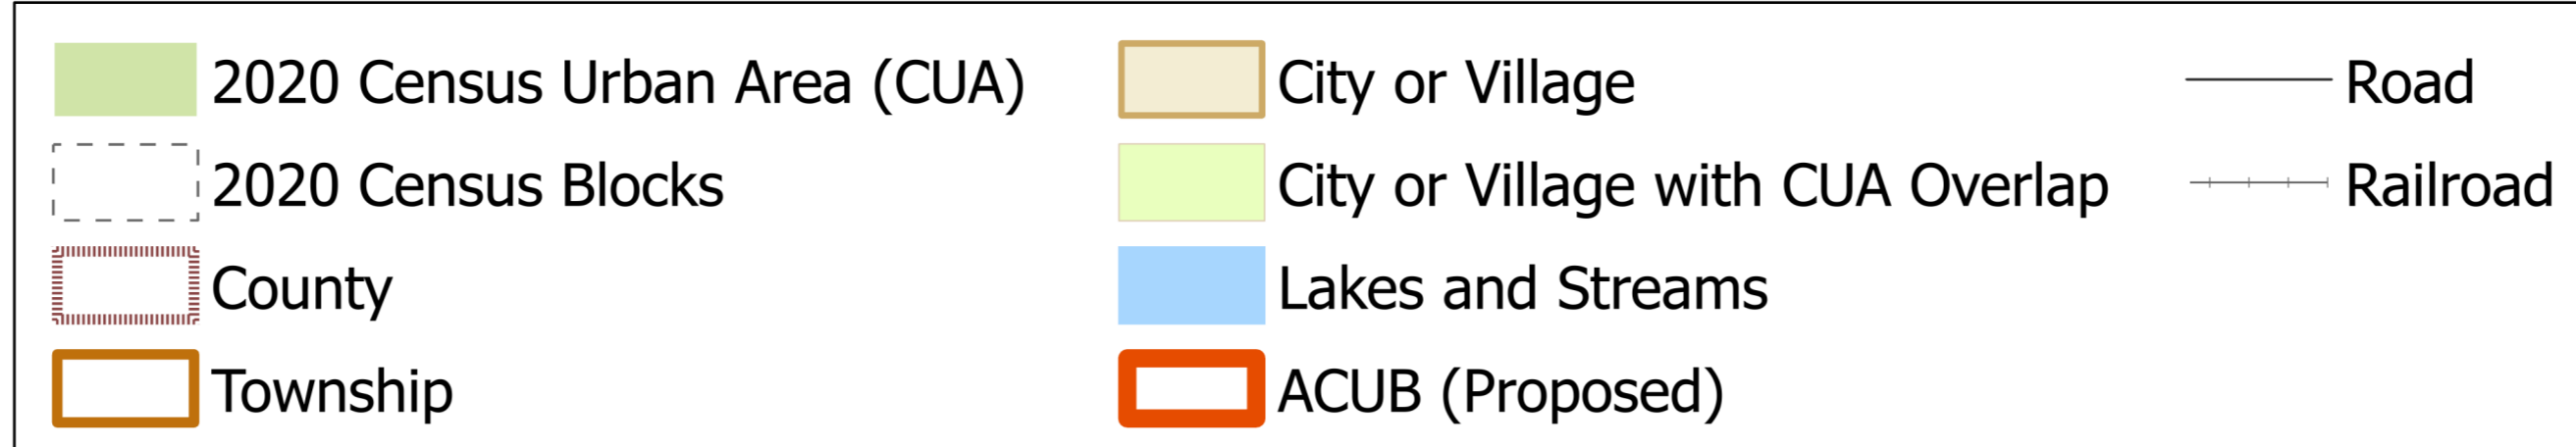 2020 Census Urban Area (CUA)
2020 Census Blocks
County
Township
City or Village
City or Village with CUA Overlap
Lakes and Streams
ACUB (Proposed)
Road
Railroad